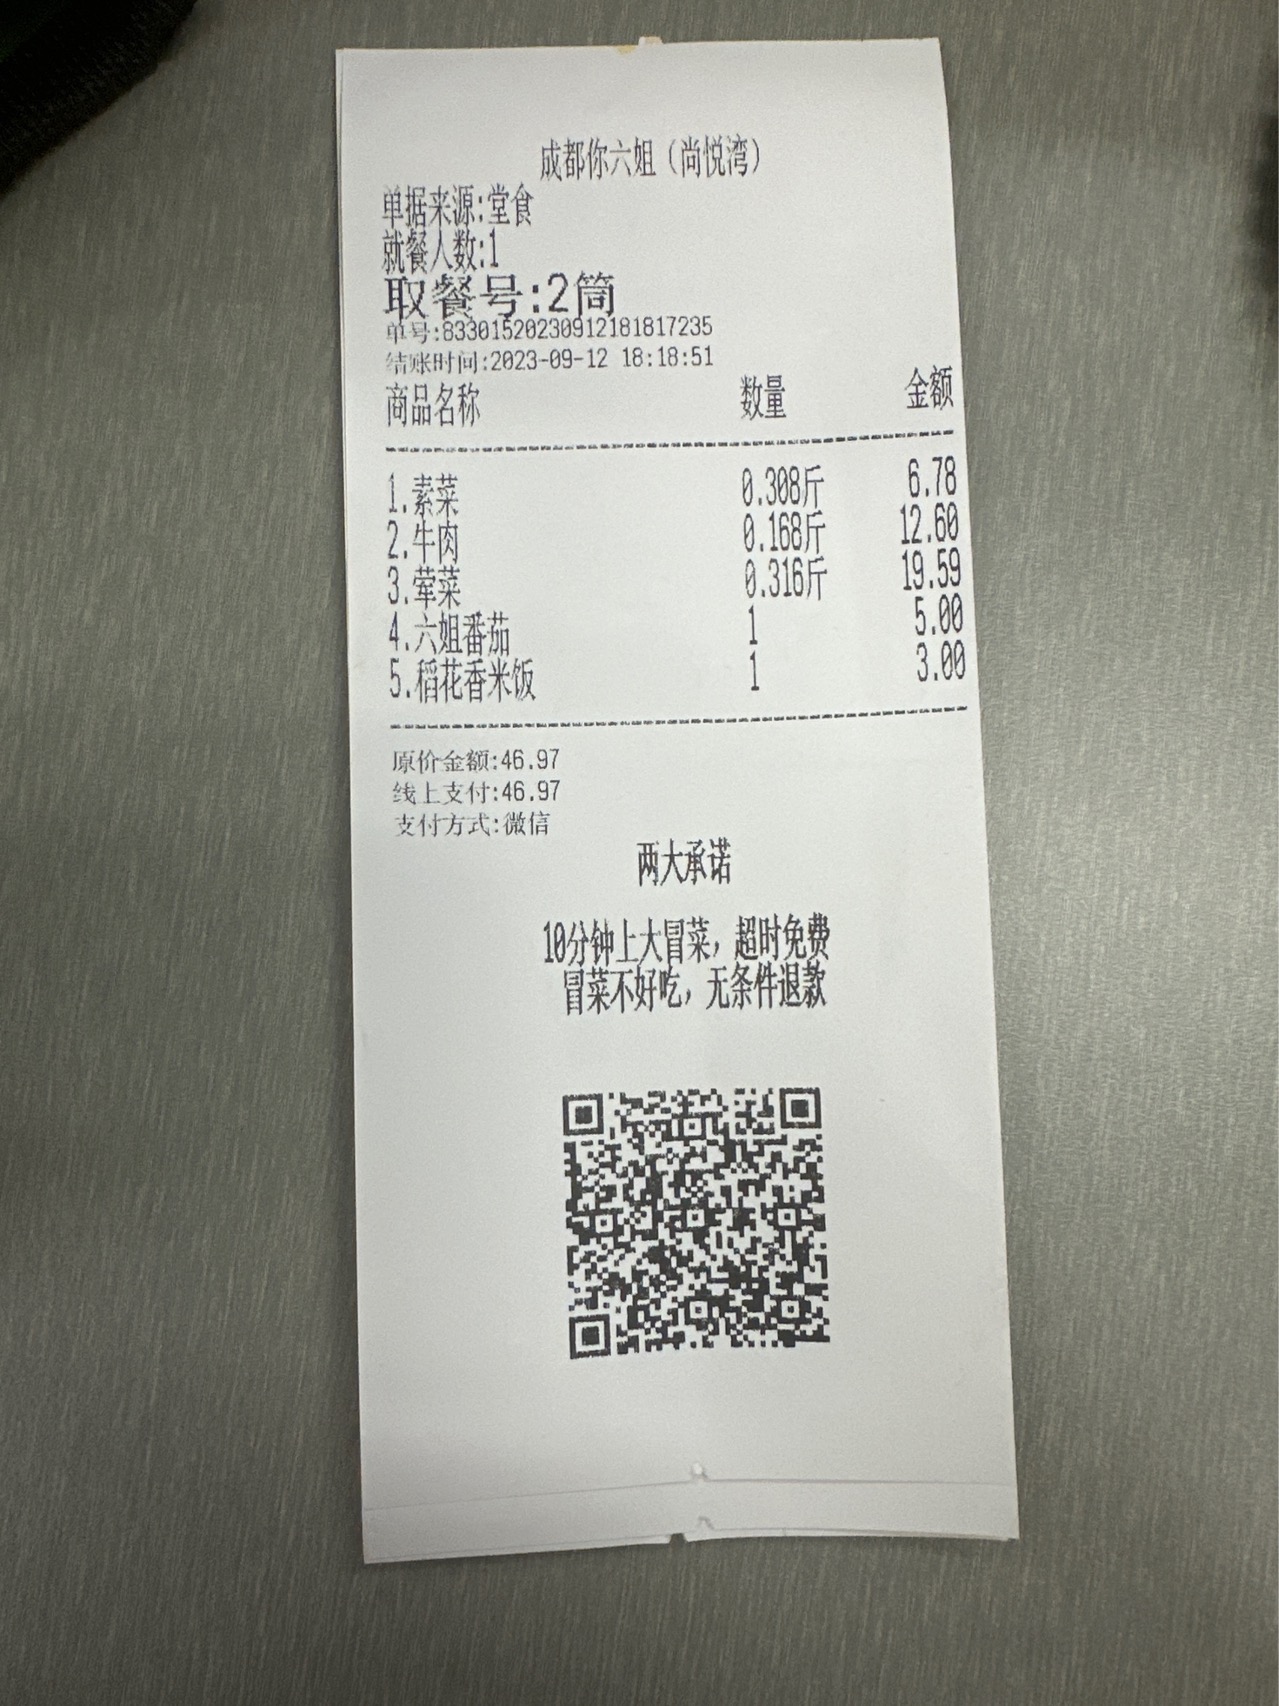 成都你六姐（尚悦湾）
单据来源:堂食
就餐人数:1
取餐号:2筒
单号:833015202309121818​17235
结账时间:2023-09-12 18:18:51
商品名称 数量 金额
1.素菜 0.308斤 6.78
2.牛肉 0.168斤 12.60
3.荤菜 0.316斤 19.59
4.六姐番茄 1 5.00
5.稻花香米饭 1 3.00
原价金额:46.97
线上支付:46.97
支付方式:微信
两大承诺
10分钟上大冒菜，超时免费
冒菜不好吃，无条件退款